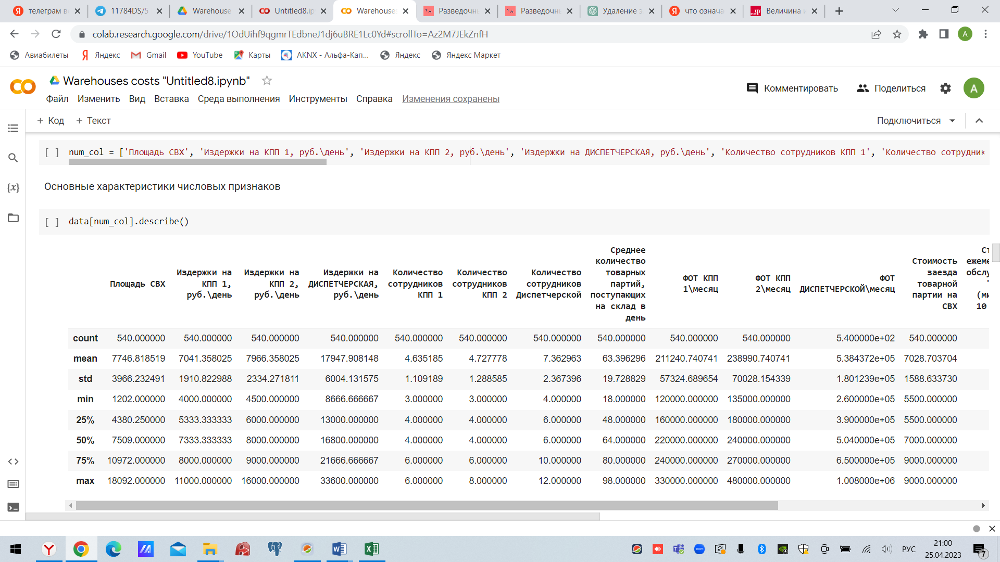 телеграм в
11784DS/5
Warehouse
Untitled8.ip
Warehouse
Разведочн
Разведочн
Удаление э
что означа
Величина и
colab.research.google.com/drive/1OdUihf9qgmrTEdbneJ1dj6uBRE1Lc0Yd#scrollTo=Az2M7JEkZnfH
A
Авиабилеты
Яндекс
Gmail
YouTube
Карты
AKNX - Альфа-Кап...
Яндекс
Яндекс Маркет
Warehouses costs "Untitled8.ipynb"
Файл Изменить Вид Вставка Среда выполнения Инструменты Справка Изменения сохранены
Комментировать
Поделиться
A
+ Код + Текст
Подключиться
[ ] num_col = ['Площадь СВХ', 'Издержки на КПП 1, руб.\день', 'Издержки на КПП 2, руб.\день', 'Издержки на ДИСПЕТЧЕРСКАЯ, руб.\день', 'Количество сотрудников КПП 1', 'Количество сотрудник
{x}
Основные характеристики числовых признаков
[ ] data[num_col].describe()
Площадь СВХ
Издержки на
КПП 1,
руб.\день
Издержки на
КПП 2,
руб.\день
Издержки на
ДИСПЕТЧЕРСКАЯ,
руб.\день
Количество
сотрудников
КПП 1
Количество
сотрудников
КПП 2
Количество
сотрудников
Диспетчерской
Среднее
количество
товарных
партий,
поступающих
на склад в
день
ФОТ КПП
1\месяц
ФОТ КПП
2\месяц
ФОТ
ДИСПЕТЧЕРСКОЙ\месяц
Стоимость
заезда
товарной
партии на
СВХ
Ст
ежеме
обслу
'
(ми
10
count 540.000000 540.000000 540.000000 540.000000 540.000000 540.000000 540.000000 540.000000 540.000000 540.000000 5.400000e+02 540.000000
mean 7746.818519 7041.358025 7966.358025 17947.908148 4.635185 4.727778 7.362963 63.396296 211240.740741 238990.740741 5.384372e+05 7028.703704
std 3966.232491 1910.822988 2334.271811 6004.131575 1.109189 1.288585 2.367396 19.728829 57324.689654 70028.154339 1.801239e+05 1588.633730
min 1202.000000 4000.000000 4500.000000 8666.666667 3.000000 3.000000 4.000000 18.000000 120000.000000 135000.000000 2.600000e+05 5500.000000
25% 4380.250000 5333.333333 6000.000000 13000.000000 4.000000 4.000000 6.000000 48.000000 160000.000000 180000.000000 3.900000e+05 5500.000000
50% 7509.000000 7333.333333 8000.000000 16800.000000 4.000000 4.000000 6.000000 64.000000 220000.000000 240000.000000 5.040000e+05 7000.000000
75% 10972.000000 8000.000000 9000.000000 21666.666667 6.000000 6.000000 10.000000 80.000000 240000.000000 270000.000000 6.500000e+05 9000.000000
max 18092.000000 11000.000000 16000.000000 33600.000000 6.000000 8.000000 12.000000 98.000000 330000.000000 480000.000000 1.008000e+06 9000.000000
РУС
21:00
25.04.2023
7